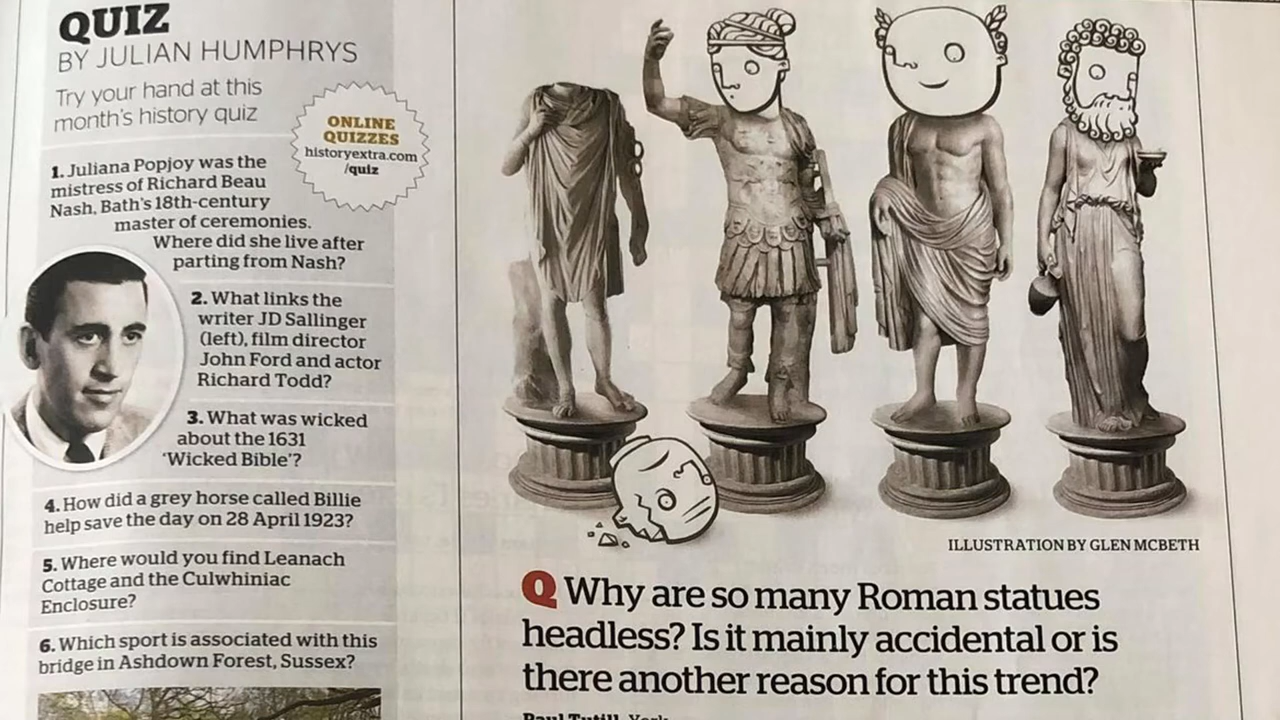 QUIZ
BY JULIAN HUMPHRYS
Try your hand at this
month's history quiz
ONLINE
QUIZZES
historyextra.com
/quiz
1. Juliana Popjoy was the
mistress of Richard Beau
Nash, Bath's 18th-century
master of ceremonies.
Where did she live after
parting from Nash?
2. What links the
writer JD Sallinger
(left), film director
John Ford and actor
Richard Todd?
3. What was wicked
about the 1631
'Wicked Bible'?
4. How did a grey horse called Billie
help save the day on 28 April 1923?
5. Where would you find Leanach
Cottage and the Culwhiniac
Enclosure?
6. Which sport is associated with this
bridge in Ashdown Forest, Sussex?
ILLUSTRATION BY GLEN MCBETH
Q Why are so many Roman statues
headless? Is it mainly accidental or is
there another reason for this trend?
Paul Tutill, York